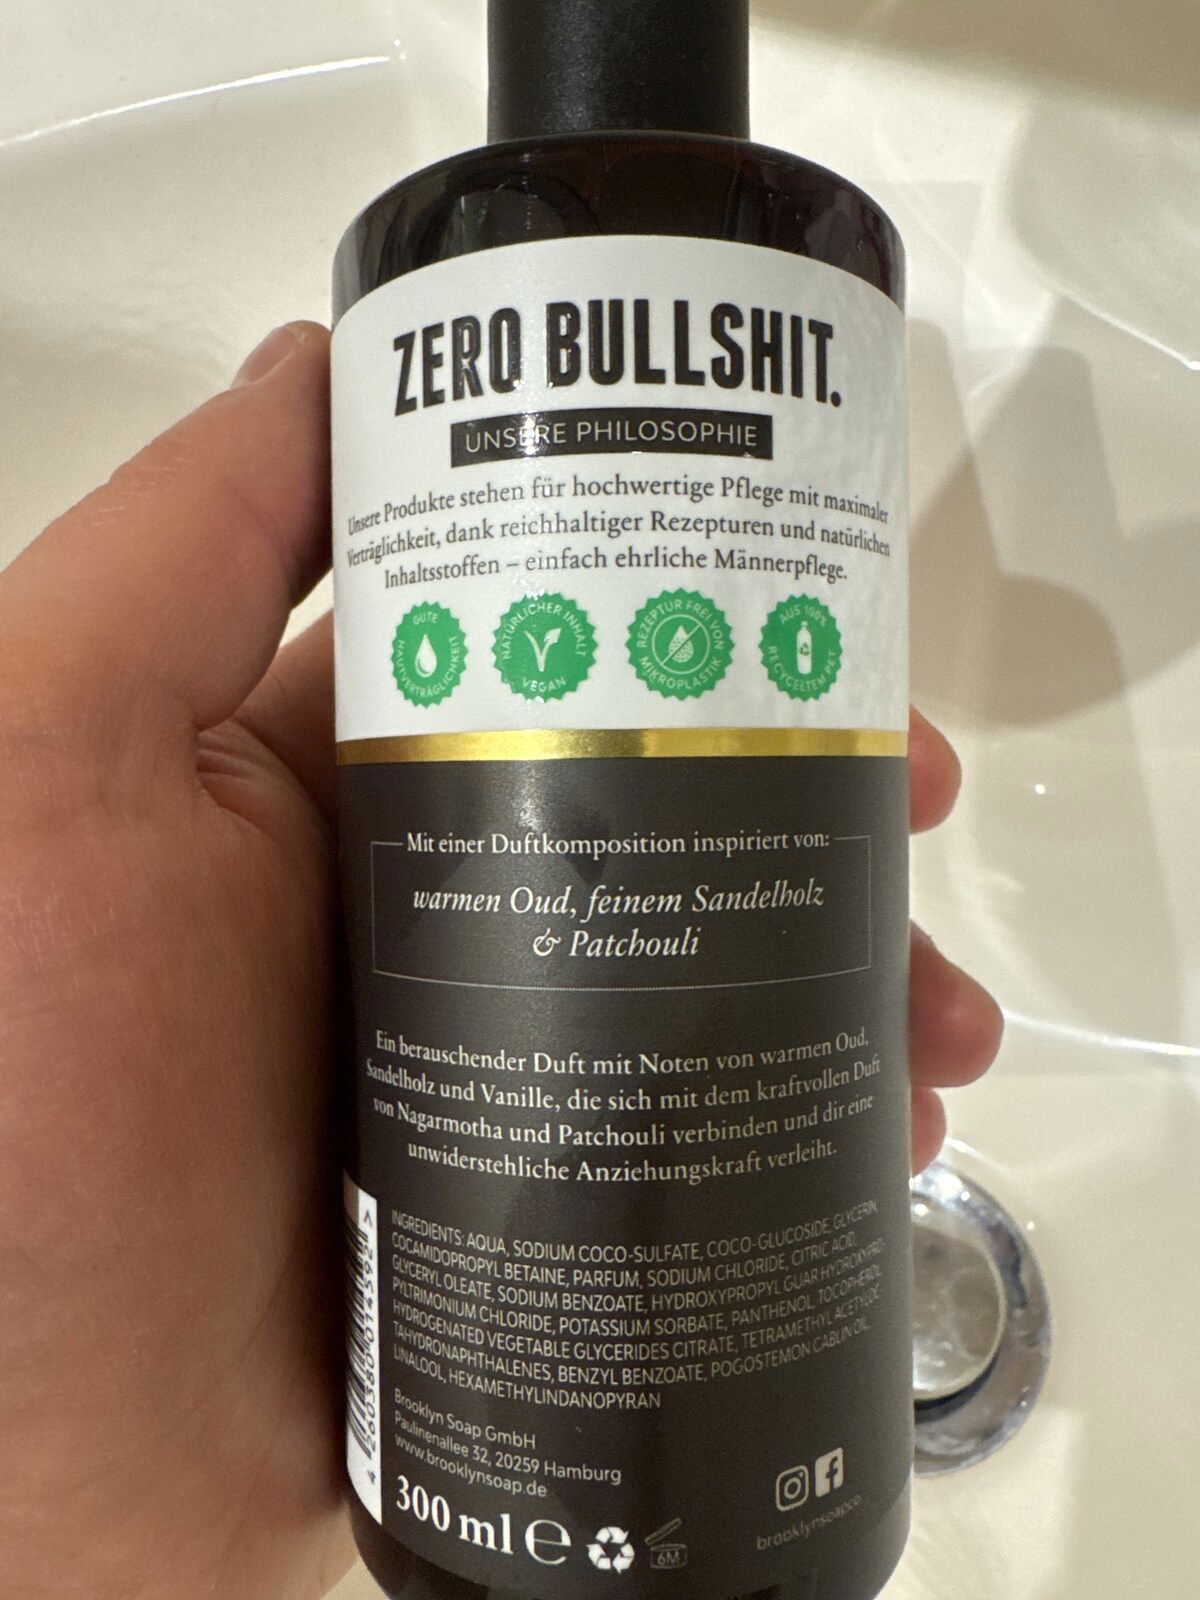 ZERO BULLSHIT.
UNSERE PHILOSOPHIE
Unsere Produkte stehen für hochwertige Pflege mit maximaler
Verträglichkeit, dank reichhaltiger Rezepturen und natürlichen
Inhaltsstoffen – einfach ehrliche Männerpflege.
GUTE HAUTVERTRÄGLICHKEIT
NATÜRLICHER INHALT VEGAN
REZEPTUR FREI VON MIKROPLASTIK
AUS 100% RECYCELTEM PET
Mit einer Duftkomposition inspiriert von:
warmen Oud, feinem Sandelholz
& Patchouli
Ein berauschender Duft mit Noten von warmen Oud,
Sandelholz und Vanille, die sich mit dem kraftvollen Duft
von Nagarmotha und Patchouli verbinden und dir eine
unwiderstehliche Anziehungskraft verleiht.
INGREDIENTS: AQUA, SODIUM COCO-SULFATE, COCO-GLUCOSIDE, GLYCERIN,
COCAMIDOPROPYL BETAINE, PARFUM, SODIUM CHLORIDE, CITRIC ACID,
GLYCERYL OLEATE, SODIUM BENZOATE, HYDROXYPROPYL GUAR HYDROXYPRO-
PYLTRIMONIUM CHLORIDE, POTASSIUM SORBATE, PANTHENOL, TOCOPHEROL,
HYDROGENATED VEGETABLE GLYCERIDES CITRATE, TETRAMETHYL ACETYLOC-
TAHYDRONAPHTHALENES, BENZYL BENZOATE, POGOSTEMON CABLIN OIL,
LINALOOL, HEXAMETHYLINDANOPYRAN
Brooklyn Soap GmbH
Paulinenallee 32, 20259 Hamburg
www.brooklynsoap.de
300 ml ℮
6M
brooklynsoapco
4 260380 014592 >